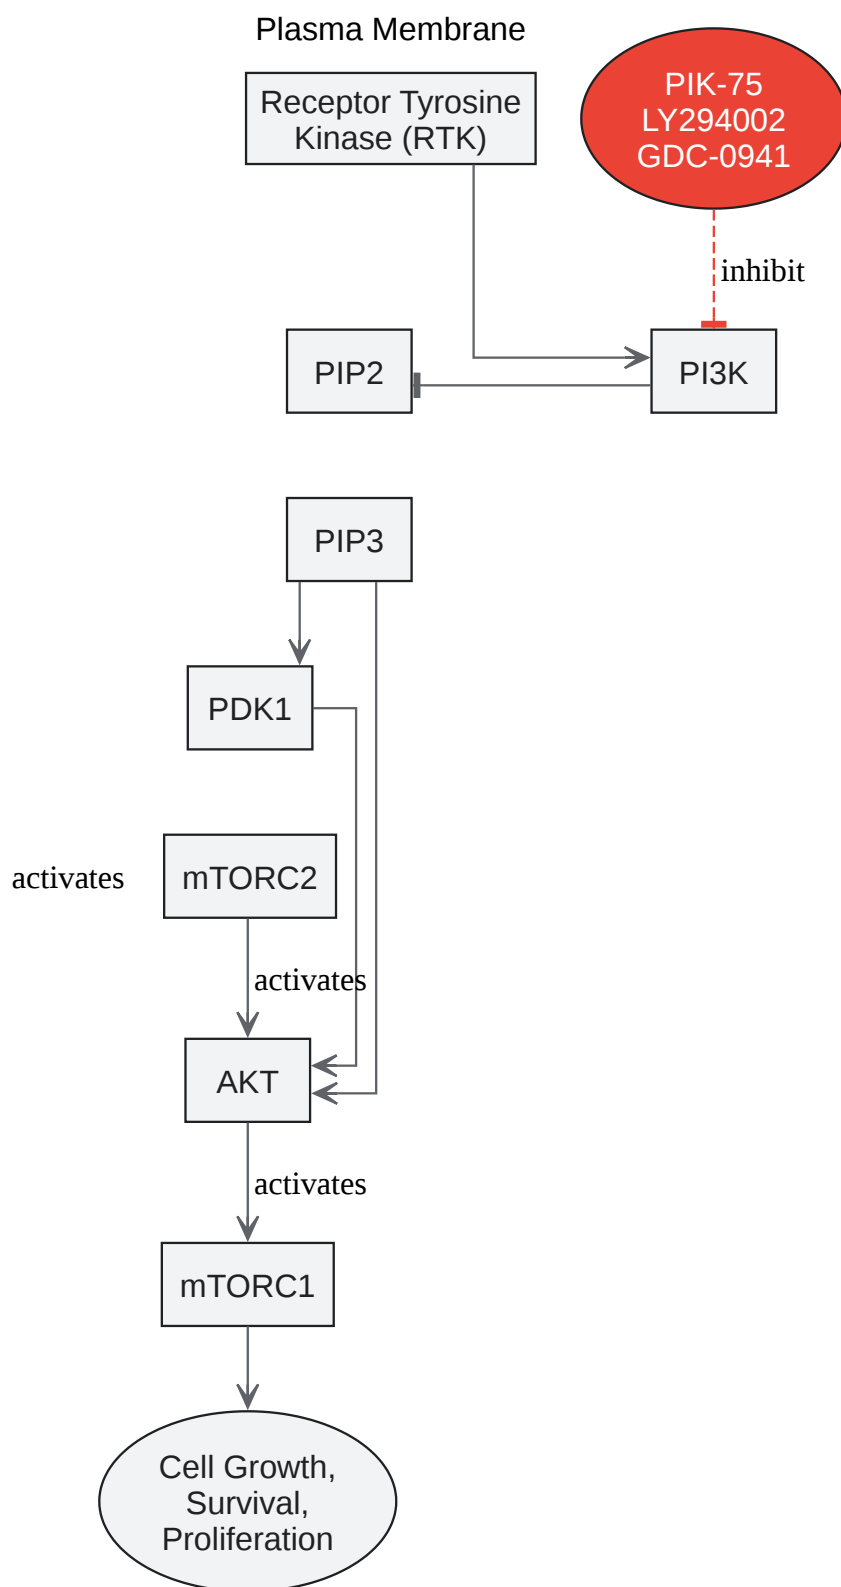 Plasma Membrane
Receptor Tyrosine
Kinase (RTK)
PIK-75
LY294002
GDC-0941
inhibit
PIP2
PI3K
PIP3
PDK1
activates
mTORC2
activates
AKT
activates
mTORC1
Cell Growth,
Survival,
Proliferation